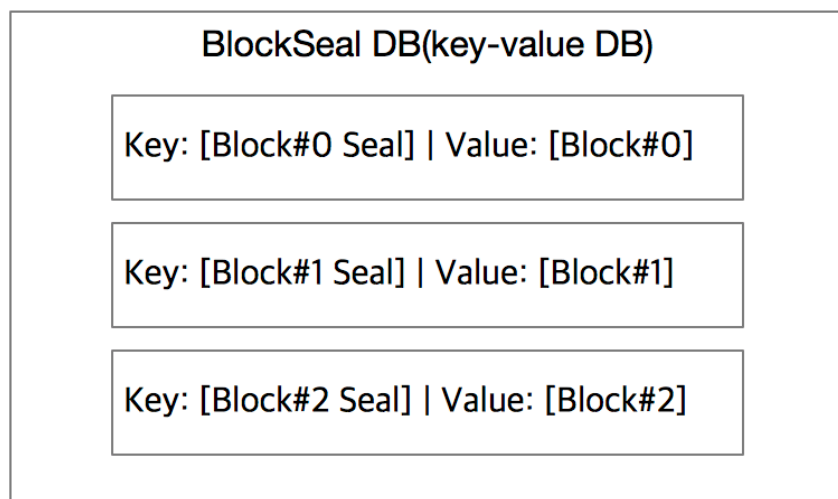 BlockSeal DB(key-value DB)
Key: [Block#0 Seal] | Value: [Block#0]
Key: [Block#1 Seal] | Value: [Block#1]
Key: [Block#2 Seal] | Value: [Block#2]